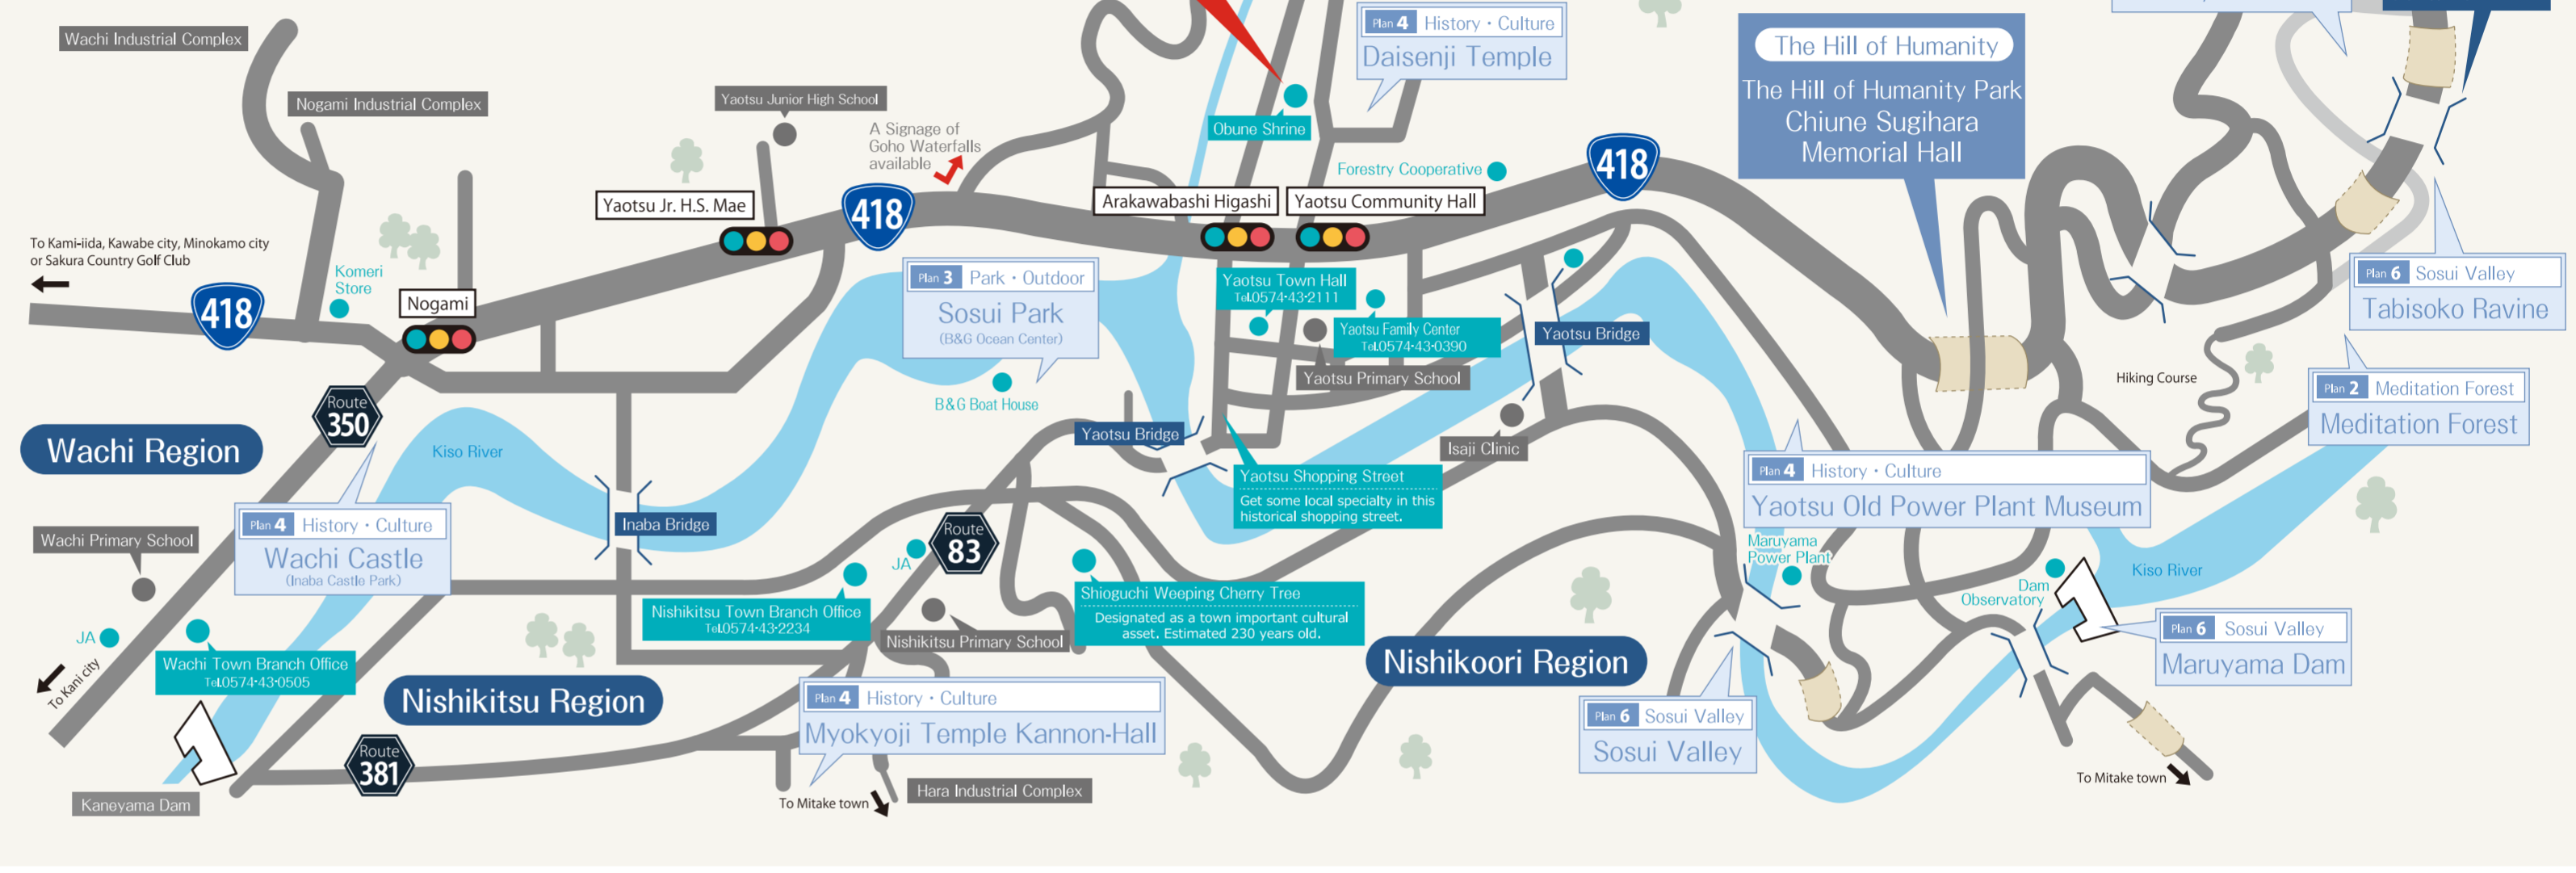 Wachi Industrial Complex
Nogami Industrial Complex
Yaotsu Junior High School
A Signage of
Goho Waterfalls
available
Plan 4 History・Culture
Daisenji Temple
Obune Shrine
Forestry Cooperative
418
The Hill of Humanity
The Hill of Humanity Park
Chiune Sugihara
Memorial Hall
Yaotsu Jr. H.S. Mae
418
Arakawabashi Higashi
Yaotsu Community Hall
To Kami-iida, Kawabe city, Minokamo city
or Sakura Country Golf Club
Komeri
Store
418
Nogami
Plan 3 Park・Outdoor
Sosui Park
(B&G Ocean Center)
B&G Boat House
Yaotsu Town Hall
Tel.0574-43-2111
Yaotsu Family Center
Tel.0574-43-0390
Yaotsu Primary School
Yaotsu Bridge
Plan 6 Sosui Valley
Tabisoko Ravine
Hiking Course
Plan 2 Meditation Forest
Meditation Forest
Route
350
Wachi Region
Kiso River
Yaotsu Bridge
Isaji Clinic
Yaotsu Shopping Street
Get some local specialty in this
historical shopping street.
Plan 4 History・Culture
Yaotsu Old Power Plant Museum
Wachi Primary School
Plan 4 History・Culture
Wachi Castle
(Inaba Castle Park)
Inaba Bridge
Route
83
JA
Maruyama
Power Plant
Dam
Observatory
Kiso River
Shioguchi Weeping Cherry Tree
Designated as a town important cultural
asset. Estimated 230 years old.
Nishikitsu Town Branch Office
Tel.0574-43-2234
Nishikitsu Primary School
JA
To Kani city
Wachi Town Branch Office
Tel.0574-43-0505
Nishikitsu Region
Nishikoori Region
Plan 6 Sosui Valley
Maruyama Dam
Plan 4 History・Culture
Myokyoji Temple Kannon-Hall
Plan 6 Sosui Valley
Sosui Valley
Route
381
Kaneyama Dam
To Mitake town
Hara Industrial Complex
To Mitake town